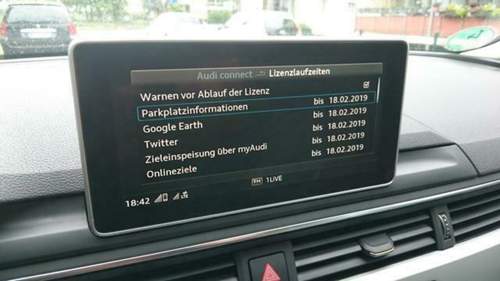 Audi connect Lizenzlaufzeiten
Warnen vor Ablauf der Lizenz
Parkplatzinformationen bis 18.02.2019
Google Earth bis 18.02.2019
Twitter bis 18.02.2019
Zieleinspeisung über myAudi bis 18.02.2019
Onlineziele bis 18.02.2019
1LIVE
18:42 LTE